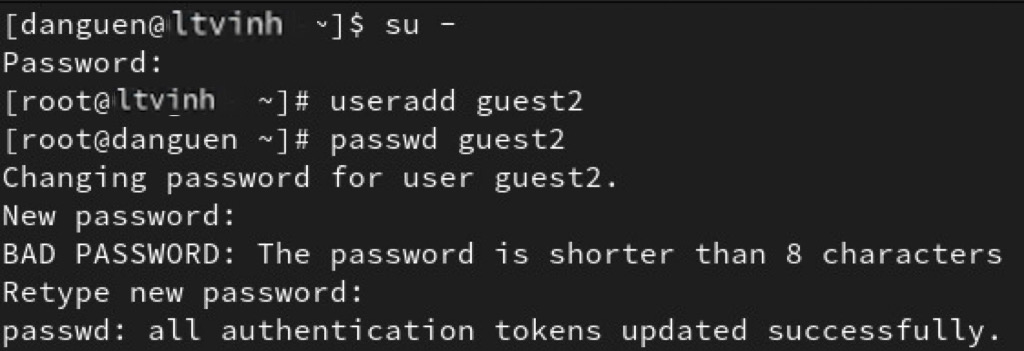 [danguen@ltvinh ~]$ su -
Password:
[root@ltvinh ~]# useradd guest2
[root@danguen ~]# passwd guest2
Changing password for user guest2.
New password:
BAD PASSWORD: The password is shorter than 8 characters
Retype new password:
passwd: all authentication tokens updated successfully.